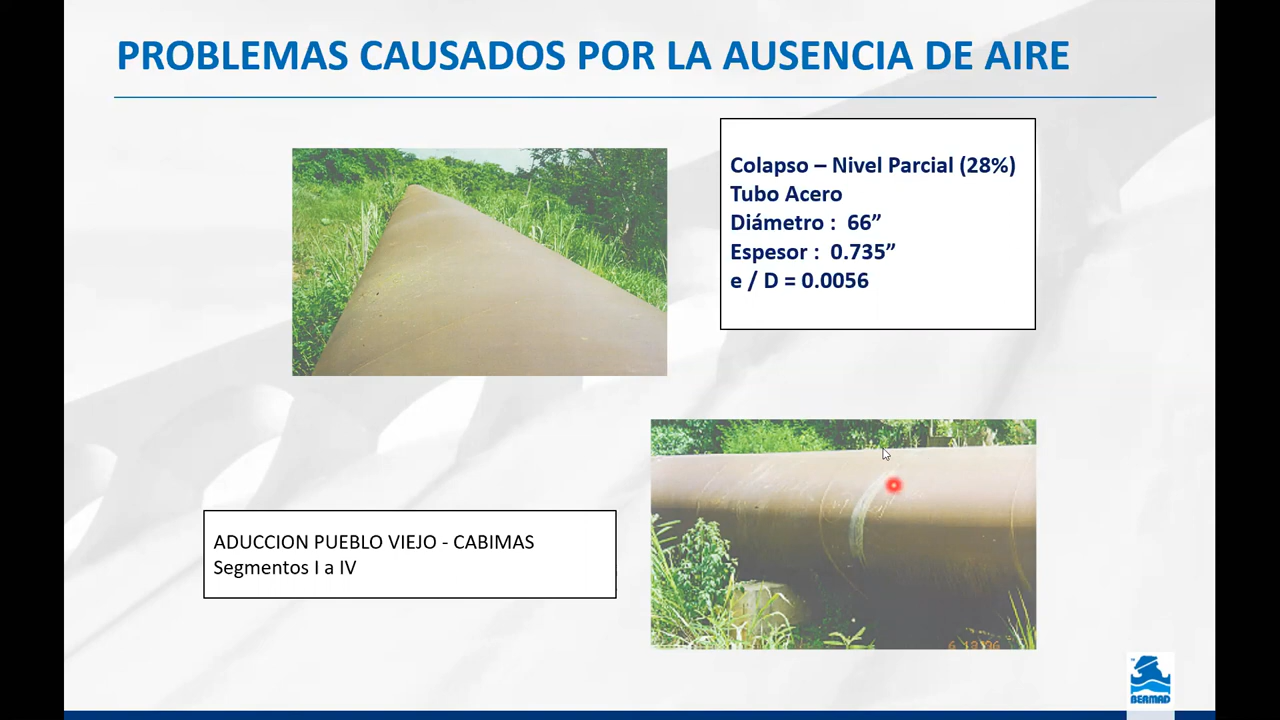 PROBLEMAS CAUSADOS POR LA AUSENCIA DE AIRE
Colapso – Nivel Parcial (28%)
Tubo Acero
Diámetro : 66”
Espesor : 0.735”
e / D = 0.0056
ADUCCION PUEBLO VIEJO - CABIMAS
Segmentos I a IV
BERMAD